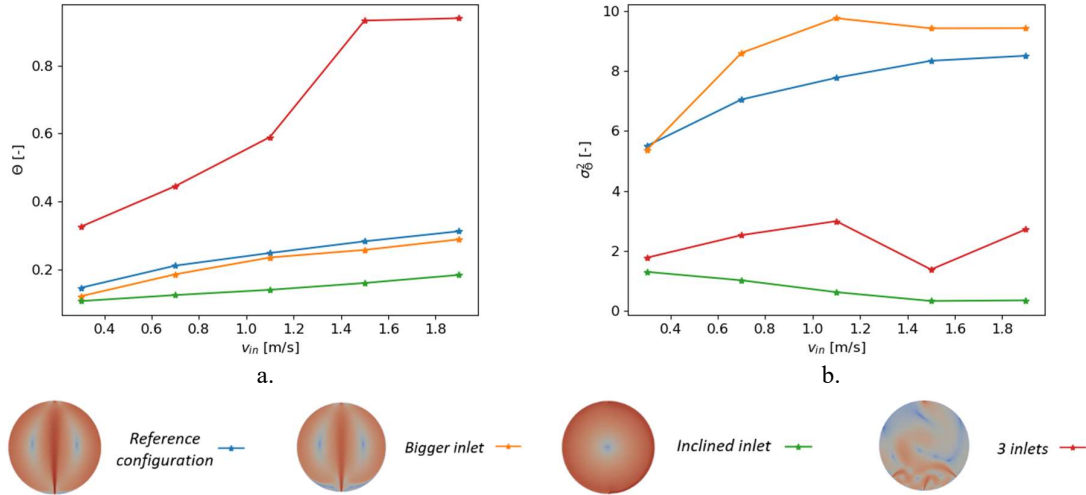 0.8
0.6
0.4
0.2
Θ [-]
0.4 0.6 0.8 1.0 1.2 1.4 1.6 1.8
v_in [m/s]
a.
10
8
6
4
2
0
σ²_Θ [-]
0.4 0.6 0.8 1.0 1.2 1.4 1.6 1.8
v_in [m/s]
b.
Reference
configuration
Bigger inlet
Inclined inlet
3 inlets